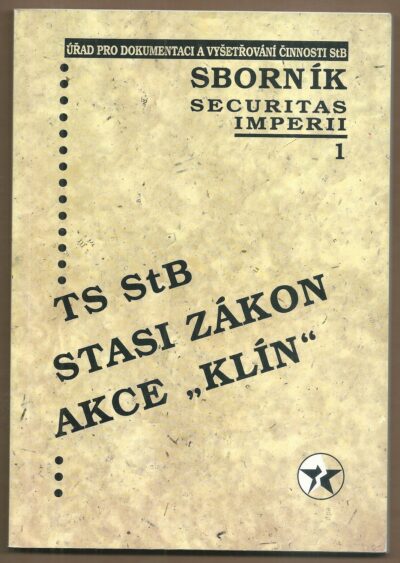 ÚŘAD PRO DOKUMENTACI A VYŠETŘOVÁNÍ ČINNOSTI StB
SBORNÍK
SECURITAS
IMPERII
1
TS StB
STASI ZÁKON
AKCE „KLÍN“